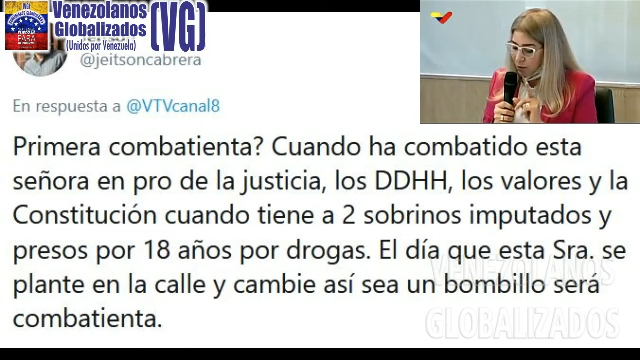 Venezolanos
Globalizados
(Unidos por Venezuela)
(VG)
@jeitsoncabrera
En respuesta a @VTVcanal8
Primera combatienta? Cuando ha combatido esta
señora en pro de la justicia, los DDHH, los valores y la
Constitución cuando tiene a 2 sobrinos imputados y
presos por 18 años por drogas. El día que esta Sra. se
plante en la calle y cambie así sea un bombillo será
combatienta.
VENEZOLANOS
GLOBALIZADOS